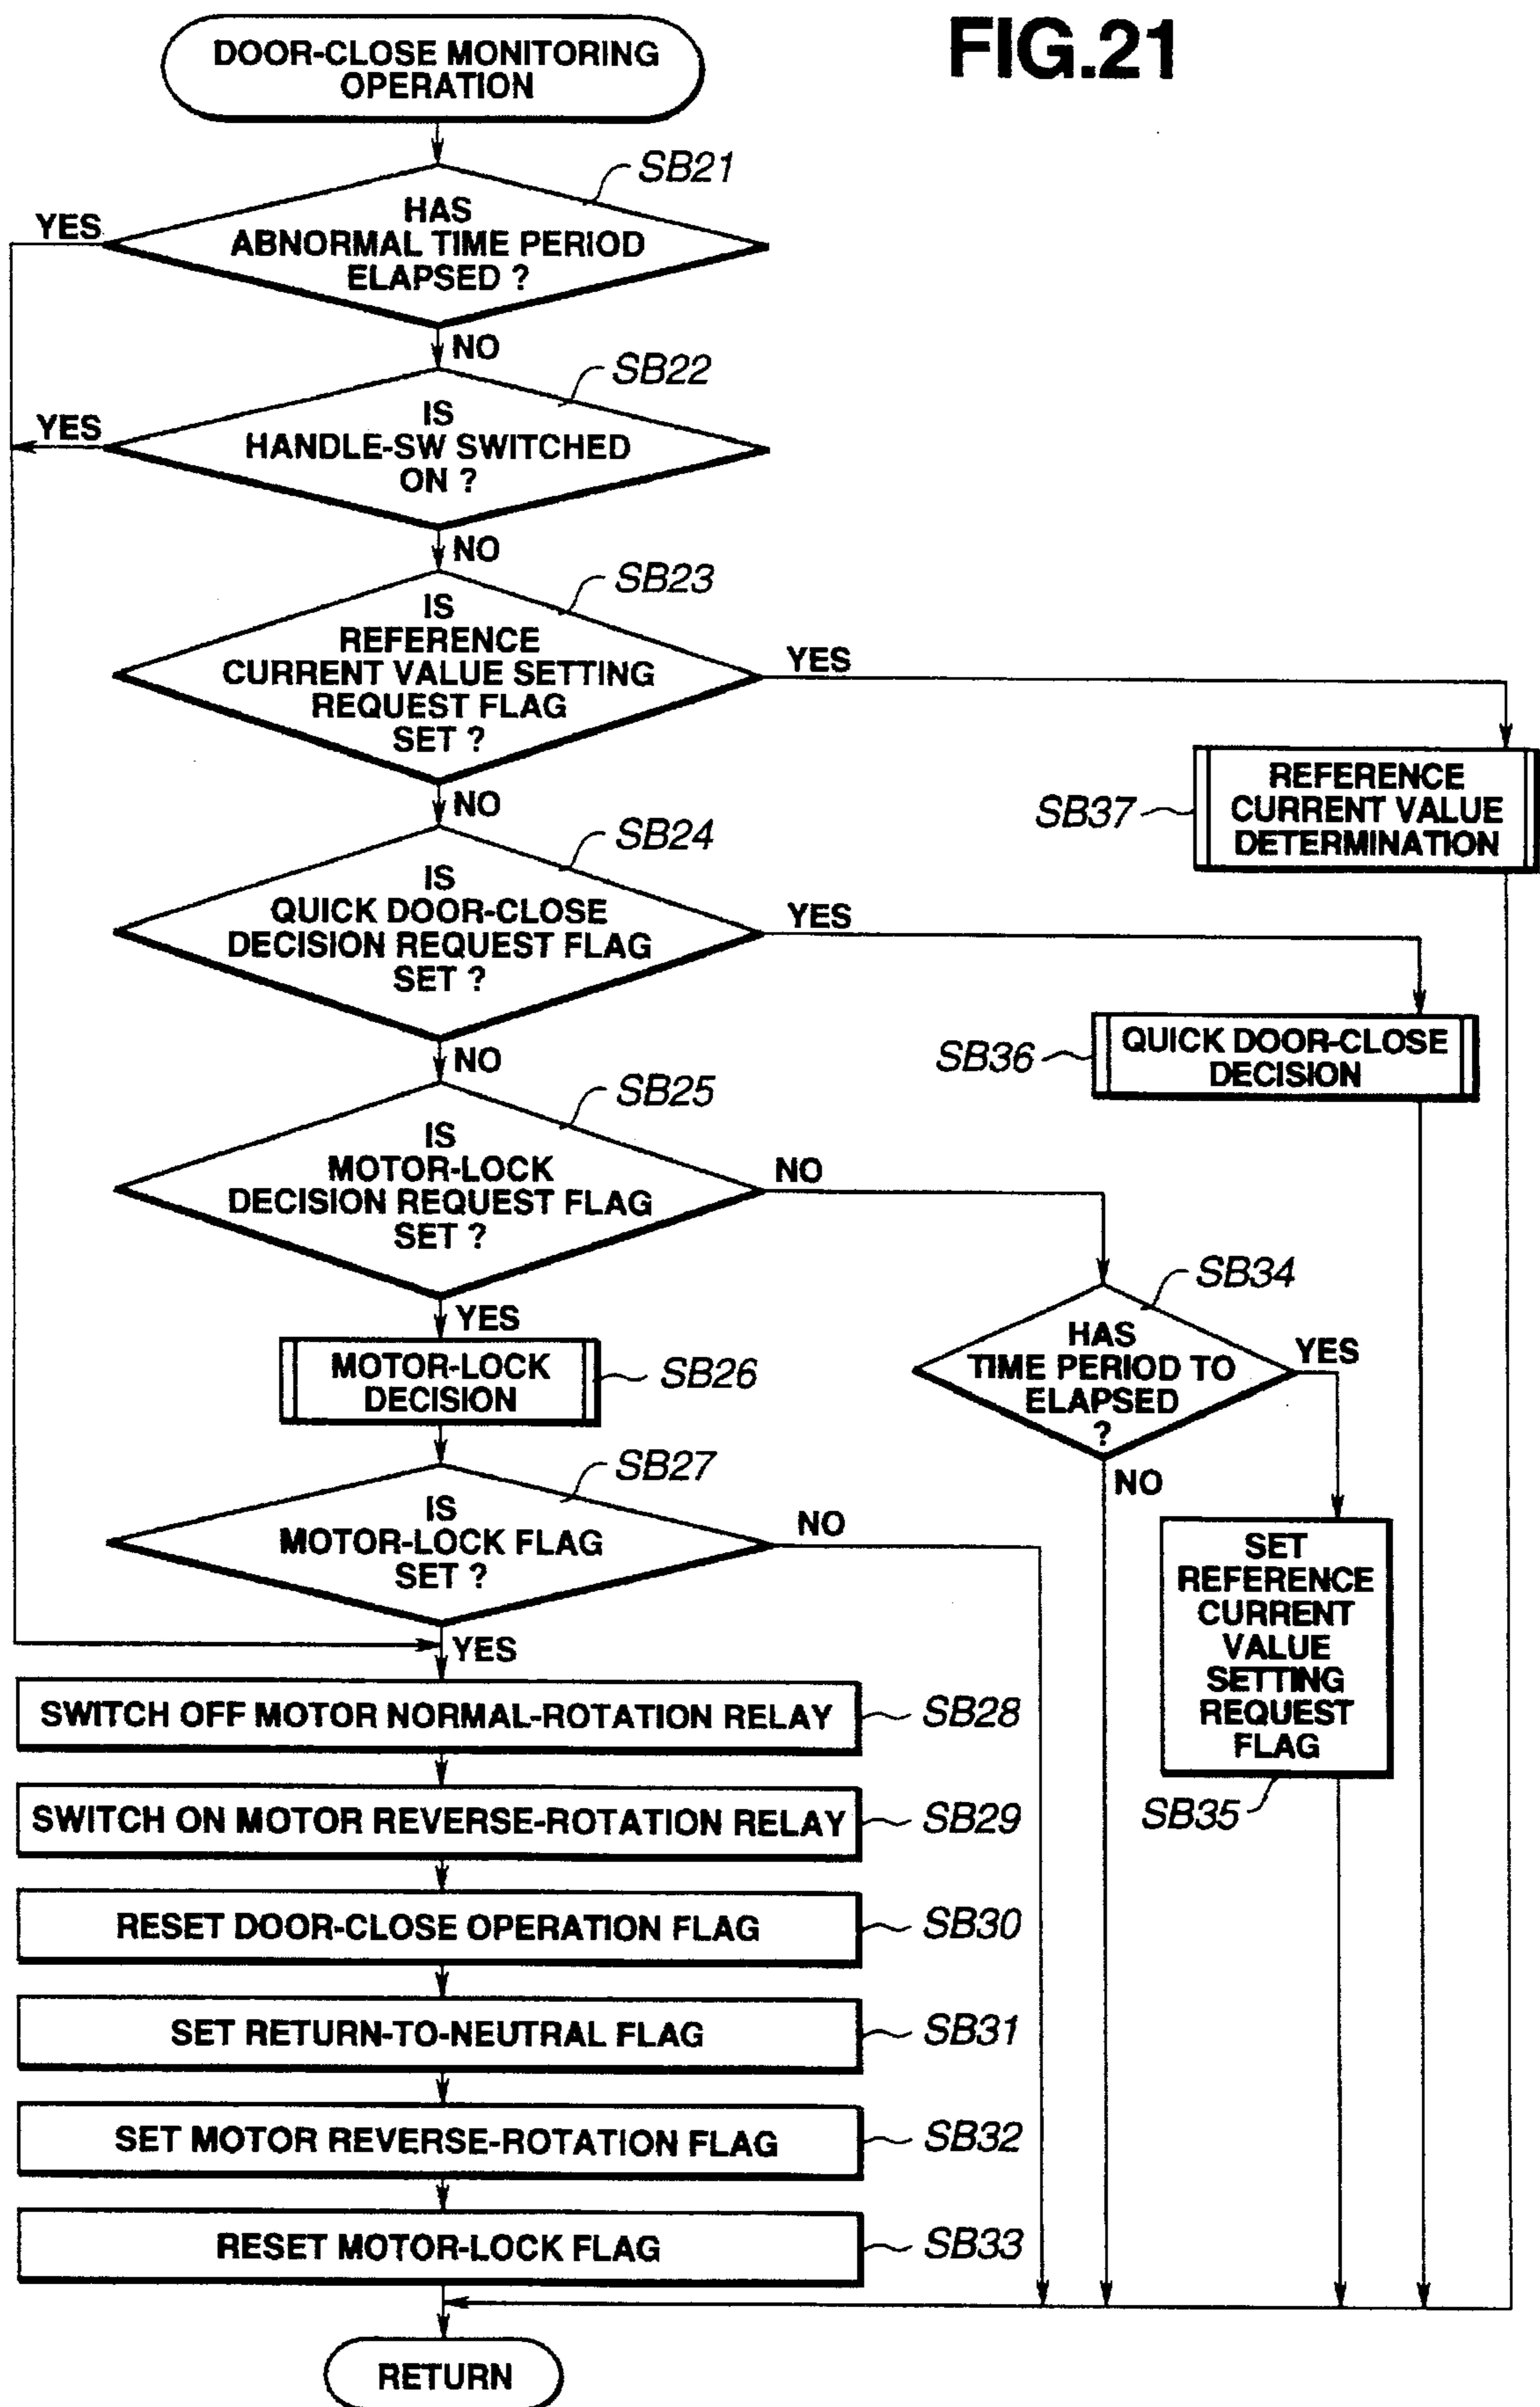 FIG.21
DOOR-CLOSE MONITORING
OPERATION
SB21
HAS
ABNORMAL TIME PERIOD
ELAPSED ?
YES
NO
SB22
IS
HANDLE-SW SWITCHED
ON ?
YES
NO
SB23
IS
REFERENCE
CURRENT VALUE SETTING
REQUEST FLAG
SET ?
YES
NO
SB37
REFERENCE
CURRENT VALUE
DETERMINATION
SB24
IS
QUICK DOOR-CLOSE
DECISION REQUEST FLAG
SET ?
YES
NO
SB36
QUICK DOOR-CLOSE
DECISION
SB25
IS
MOTOR-LOCK
DECISION REQUEST FLAG
SET ?
NO
YES
SB34
HAS
TIME PERIOD TO
ELAPSED
?
YES
NO
MOTOR-LOCK
DECISION
SB26
SB27
IS
MOTOR-LOCK FLAG
SET ?
NO
YES
SET
REFERENCE
CURRENT
VALUE
SETTING
REQUEST
FLAG
SB35
SWITCH OFF MOTOR NORMAL-ROTATION RELAY
SB28
SWITCH ON MOTOR REVERSE-ROTATION RELAY
SB29
RESET DOOR-CLOSE OPERATION FLAG
SB30
SET RETURN-TO-NEUTRAL FLAG
SB31
SET MOTOR REVERSE-ROTATION FLAG
SB32
RESET MOTOR-LOCK FLAG
SB33
RETURN